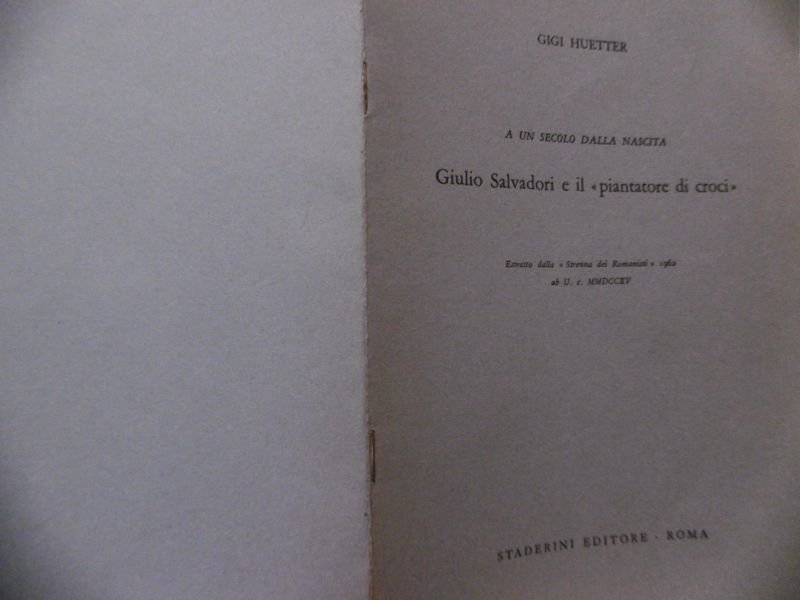 GIGI HUETTER
A UN SECOLO DALLA NASCITA
Giulio Salvadori e il «piantatore di croci»
Estratto dalla « Strenna dei Romanisti » 1962
ab U. c. MMDCCXV
STADERINI EDITORE · ROMA